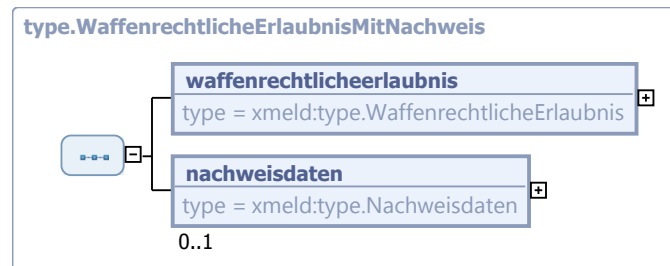 type.WaffenrechtlicheErlaubnisMitNachweis
waffenrechtlicheerlaubnis
type = xmeld:type.WaffenrechtlicheErlaubnis
nachweisdaten
type = xmeld:type.Nachweisdaten
0..1